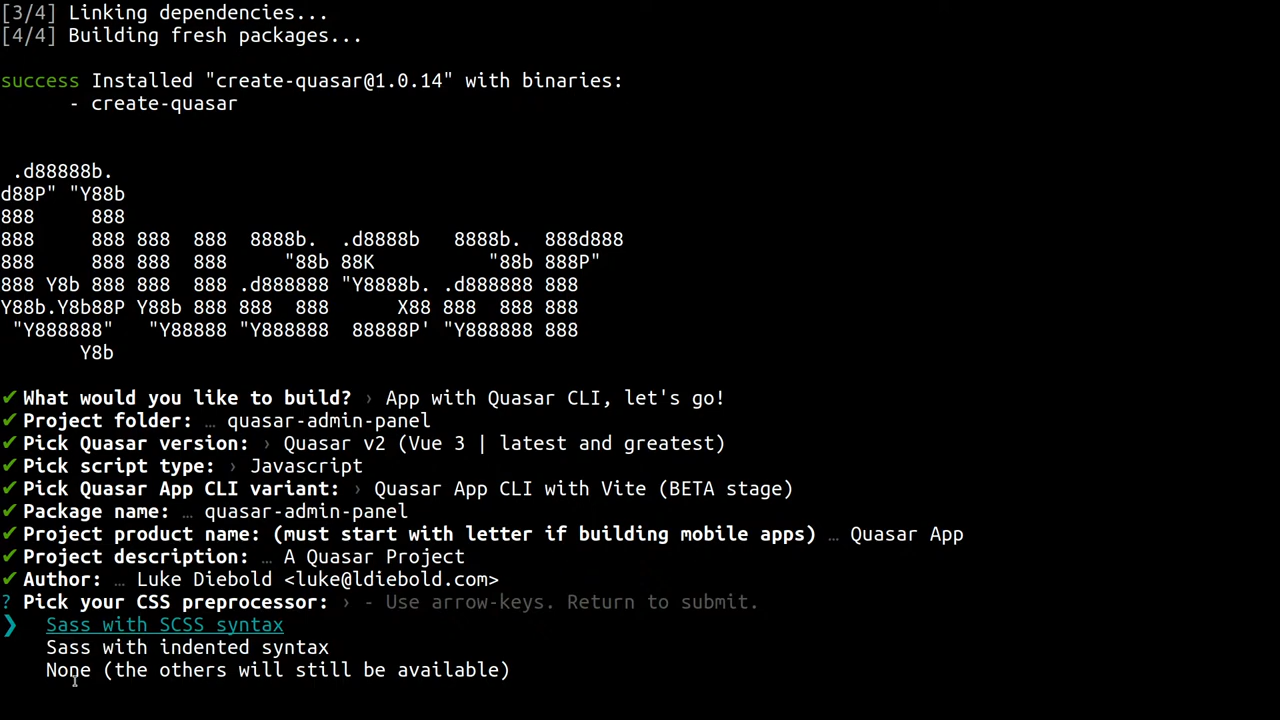 [3/4] Linking dependencies...
[4/4] Building fresh packages...
success Installed "create-quasar@1.0.14" with binaries:
      - create-quasar
 .d88888b.
d88P" "Y88b
888     888
888     888 888  888  8888b.  .d8888b   8888b.  888d888
888     888 888  888     "88b 88K          "88b 888P"
888 Y8b 888 888  888 .d888888 "Y8888b. .d888888 888
Y88b.Y8b88P Y88b 888 888  888      X88 888  888 888
 "Y888888"   "Y88888 "Y888888  88888P' "Y888888 888
       Y8b
✔ What would you like to build? › App with Quasar CLI, let's go!
✔ Project folder: … quasar-admin-panel
✔ Pick Quasar version: › Quasar v2 (Vue 3 | latest and greatest)
✔ Pick script type: › Javascript
✔ Pick Quasar App CLI variant: › Quasar App CLI with Vite (BETA stage)
✔ Package name: … quasar-admin-panel
✔ Project product name: (must start with letter if building mobile apps) … Quasar App
✔ Project description: … A Quasar Project
✔ Author: … Luke Diebold <luke@ldiebold.com>
? Pick your CSS preprocessor: › - Use arrow-keys. Return to submit.
❯   Sass with SCSS syntax
    Sass with indented syntax
    None (the others will still be available)